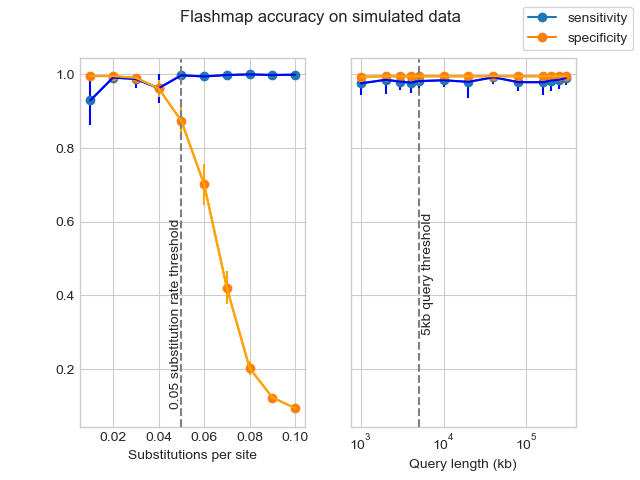 Flashmap accuracy on simulated data
sensitivity
specificity
1.0
0.8
0.6
0.4
0.2
0.05 substitution rate threshold
5kb query threshold
0.02 0.04 0.06 0.08 0.10
10³ 10⁴ 10⁵
Substitutions per site
Query length (kb)